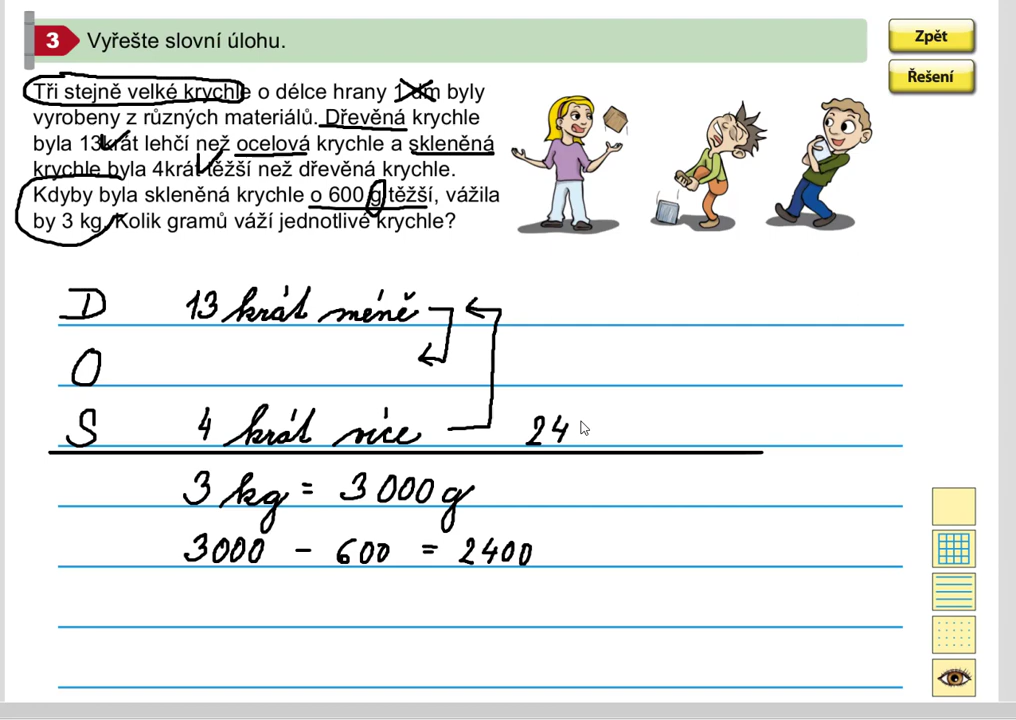 3 Vyřešte slovní úlohu.
Zpět
Řešení
Tři stejně velké krychle o délce hrany 1 dm byly
vyrobeny z různých materiálů. Dřevěná krychle
byla 13krát lehčí než ocelová krychle a skleněná
krychle byla 4krát těžší než dřevěná krychle.
Kdyby byla skleněná krychle o 600 g těžší, vážila
by 3 kg. Kolik gramů váží jednotlivé krychle?
D 13 krát méně
O
S 4 krát více 24
3 kg = 3 000 g
3000 - 600 = 2400